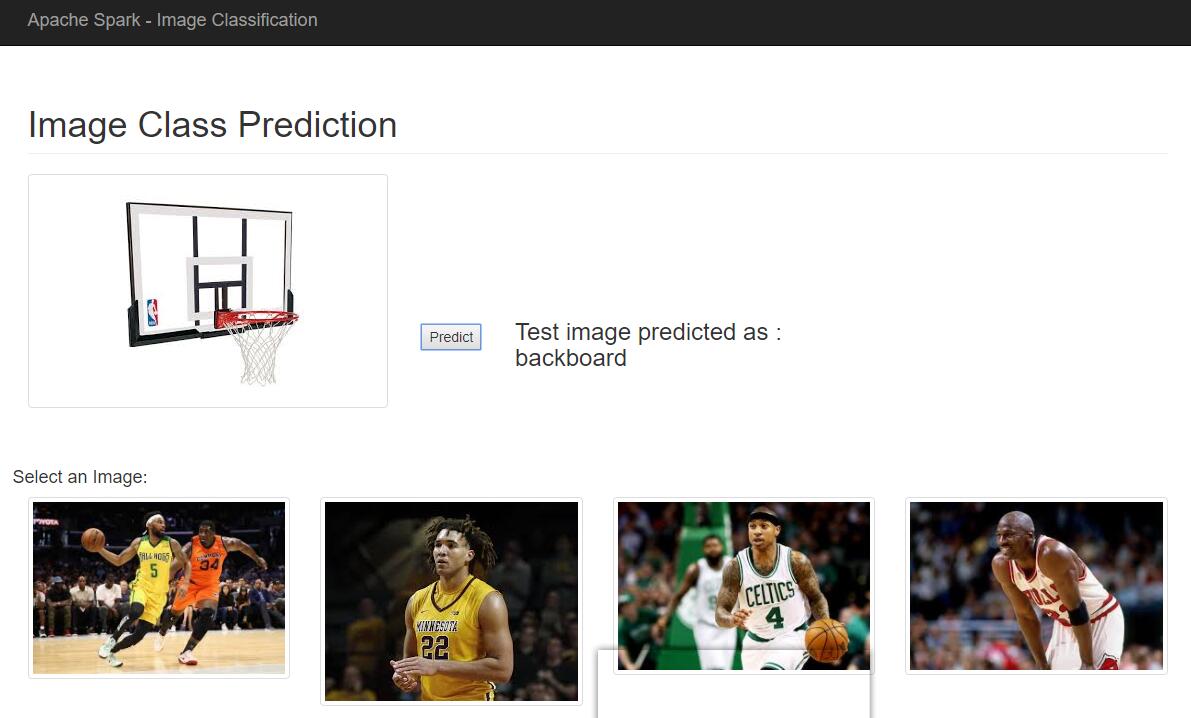 Apache Spark - Image Classification
Image Class Prediction
Predict
Test image predicted as :
backboard
Select an Image:
5
34
MINNESOTA
22
CELTICS
4